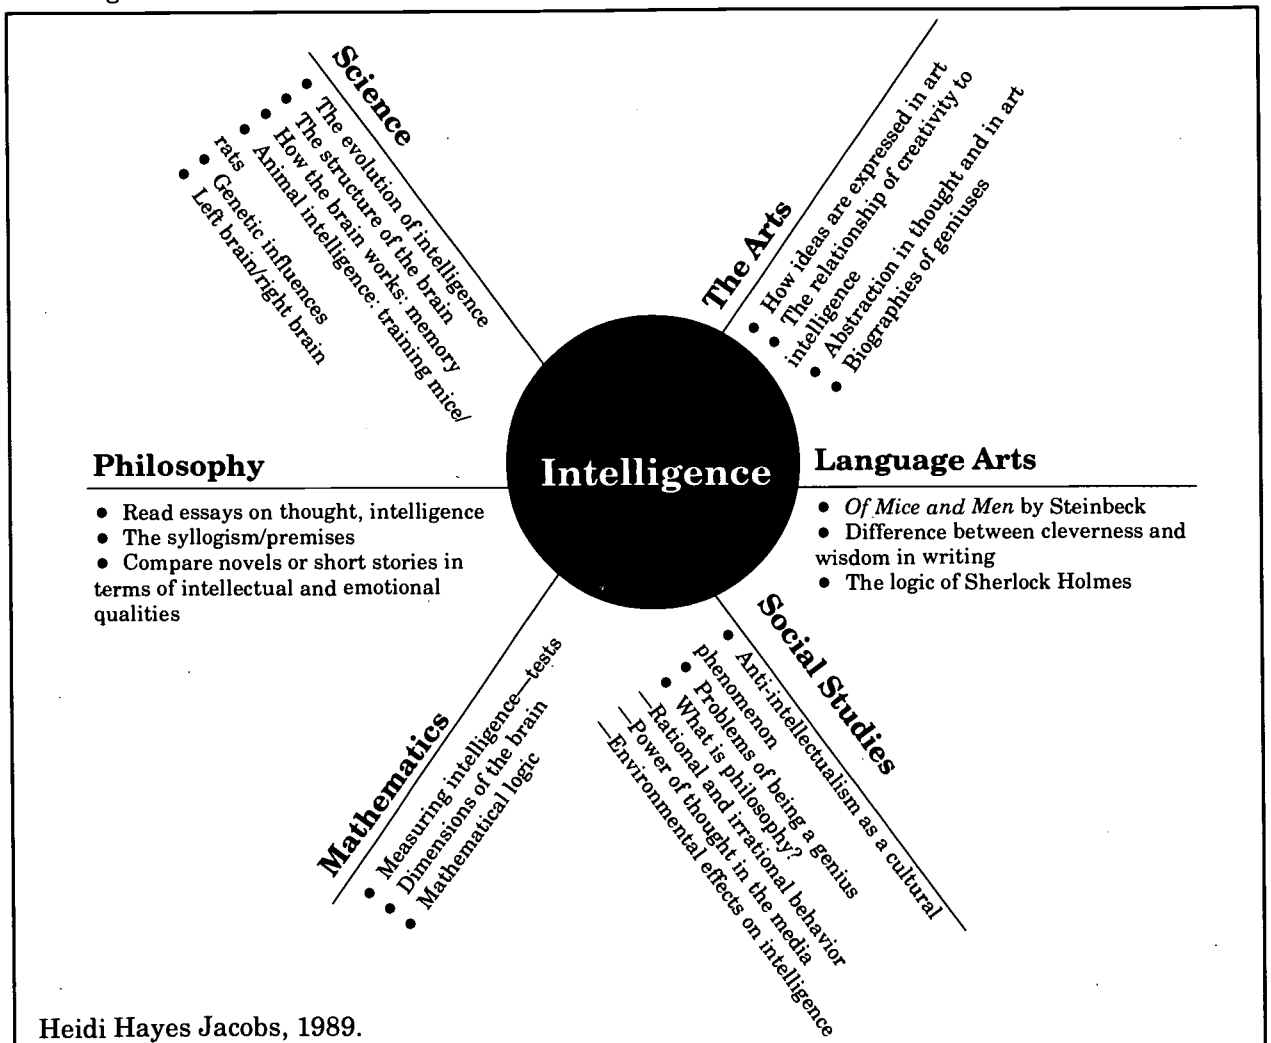 Science
● The evolution of intelligence
● The structure of the brain
● How the brain works: memory
● Animal intelligence: training mice/
rats
● Genetic influences
● Left brain/right brain
The Arts
● How ideas are expressed in art
● The relationship of creativity to
intelligence
● Abstraction in thought and in art
● Biographies of geniuses
Philosophy
● Read essays on thought, intelligence
● The syllogism/premises
● Compare novels or short stories in
terms of intellectual and emotional
qualities
Intelligence
Language Arts
● Of Mice and Men by Steinbeck
● Difference between cleverness and
wisdom in writing
● The logic of Sherlock Holmes
Mathematics
● Measuring intelligence—tests
● Dimensions of the brain
● Mathematical logic
Social Studies
● Anti-intellectualism as a cultural
phenomenon
● Problems of being a genius
● What is philosophy?
—Rational and irrational behavior
—Power of thought in the media
—Environmental effects on intelligence
Heidi Hayes Jacobs, 1989.